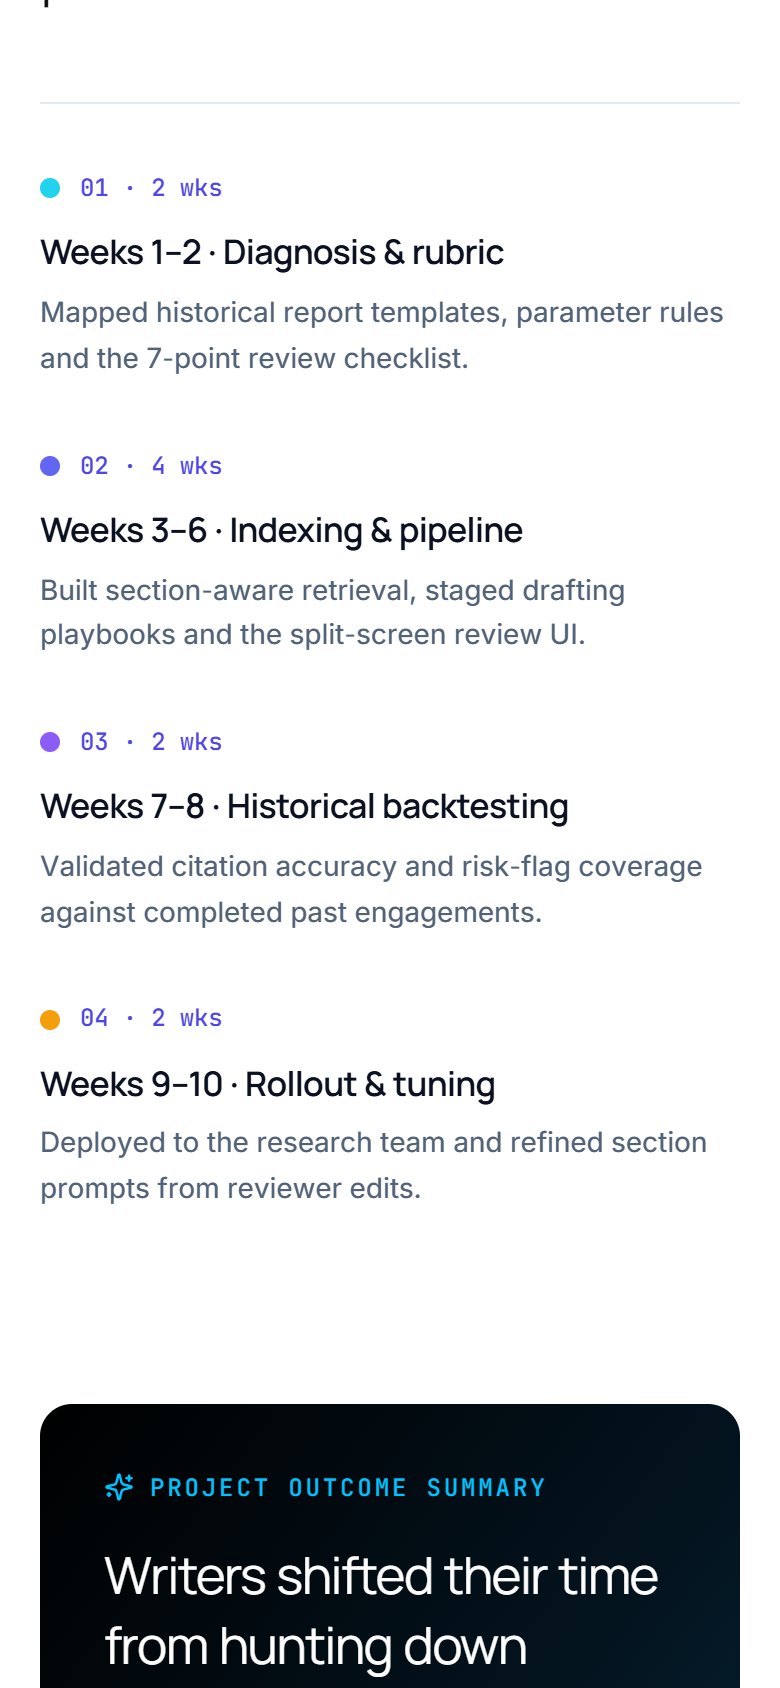 01 · 2 wks
Weeks 1–2 · Diagnosis & rubric
Mapped historical report templates, parameter rules
and the 7-point review checklist.
02 · 4 wks
Weeks 3–6 · Indexing & pipeline
Built section-aware retrieval, staged drafting
playbooks and the split-screen review UI.
03 · 2 wks
Weeks 7–8 · Historical backtesting
Validated citation accuracy and risk-flag coverage
against completed past engagements.
04 · 2 wks
Weeks 9–10 · Rollout & tuning
Deployed to the research team and refined section
prompts from reviewer edits.
PROJECT OUTCOME SUMMARY
Writers shifted their time
from hunting down